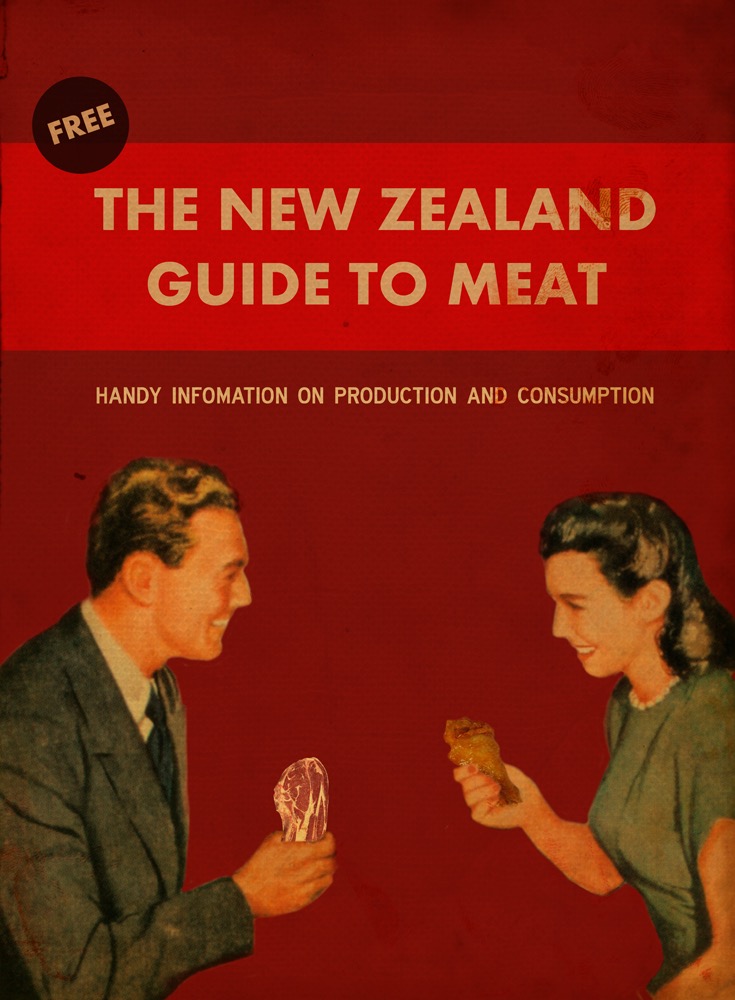 FREE
THE NEW ZEALAND
GUIDE TO MEAT
HANDY INFOMATION ON PRODUCTION AND CONSUMPTION